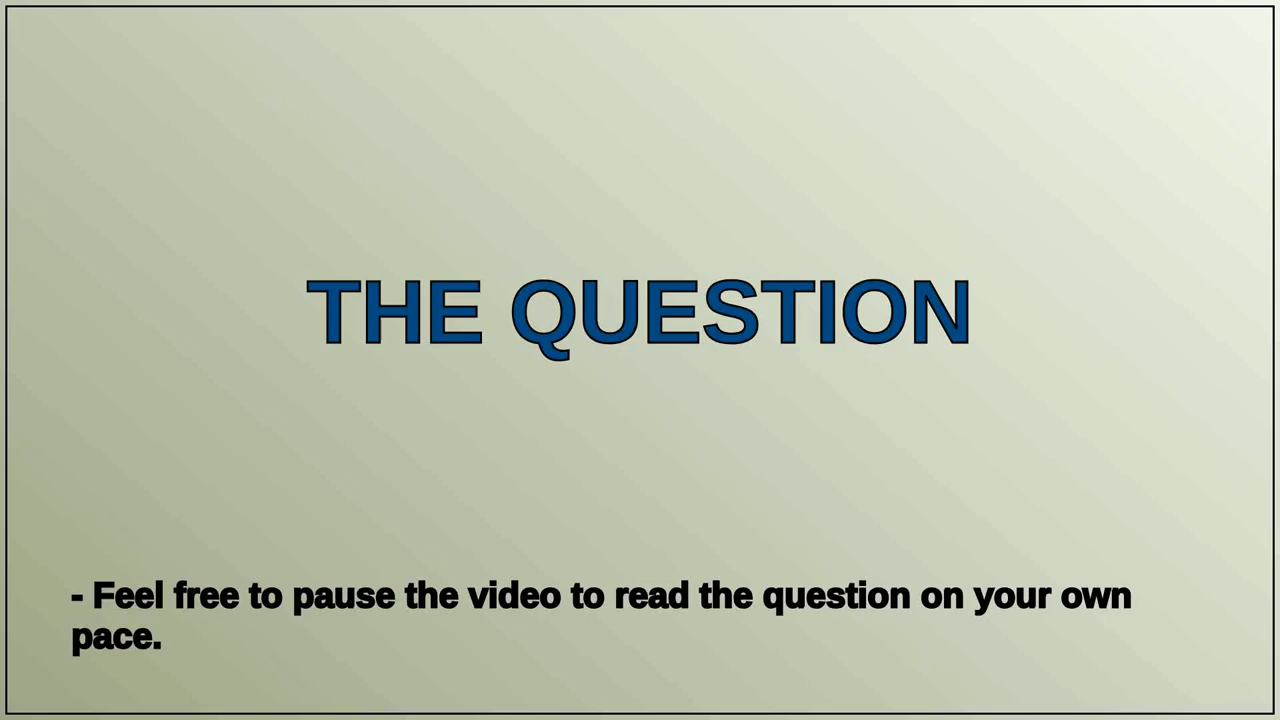 THE QUESTION
- Feel free to pause the video to read the question on your own
pace.